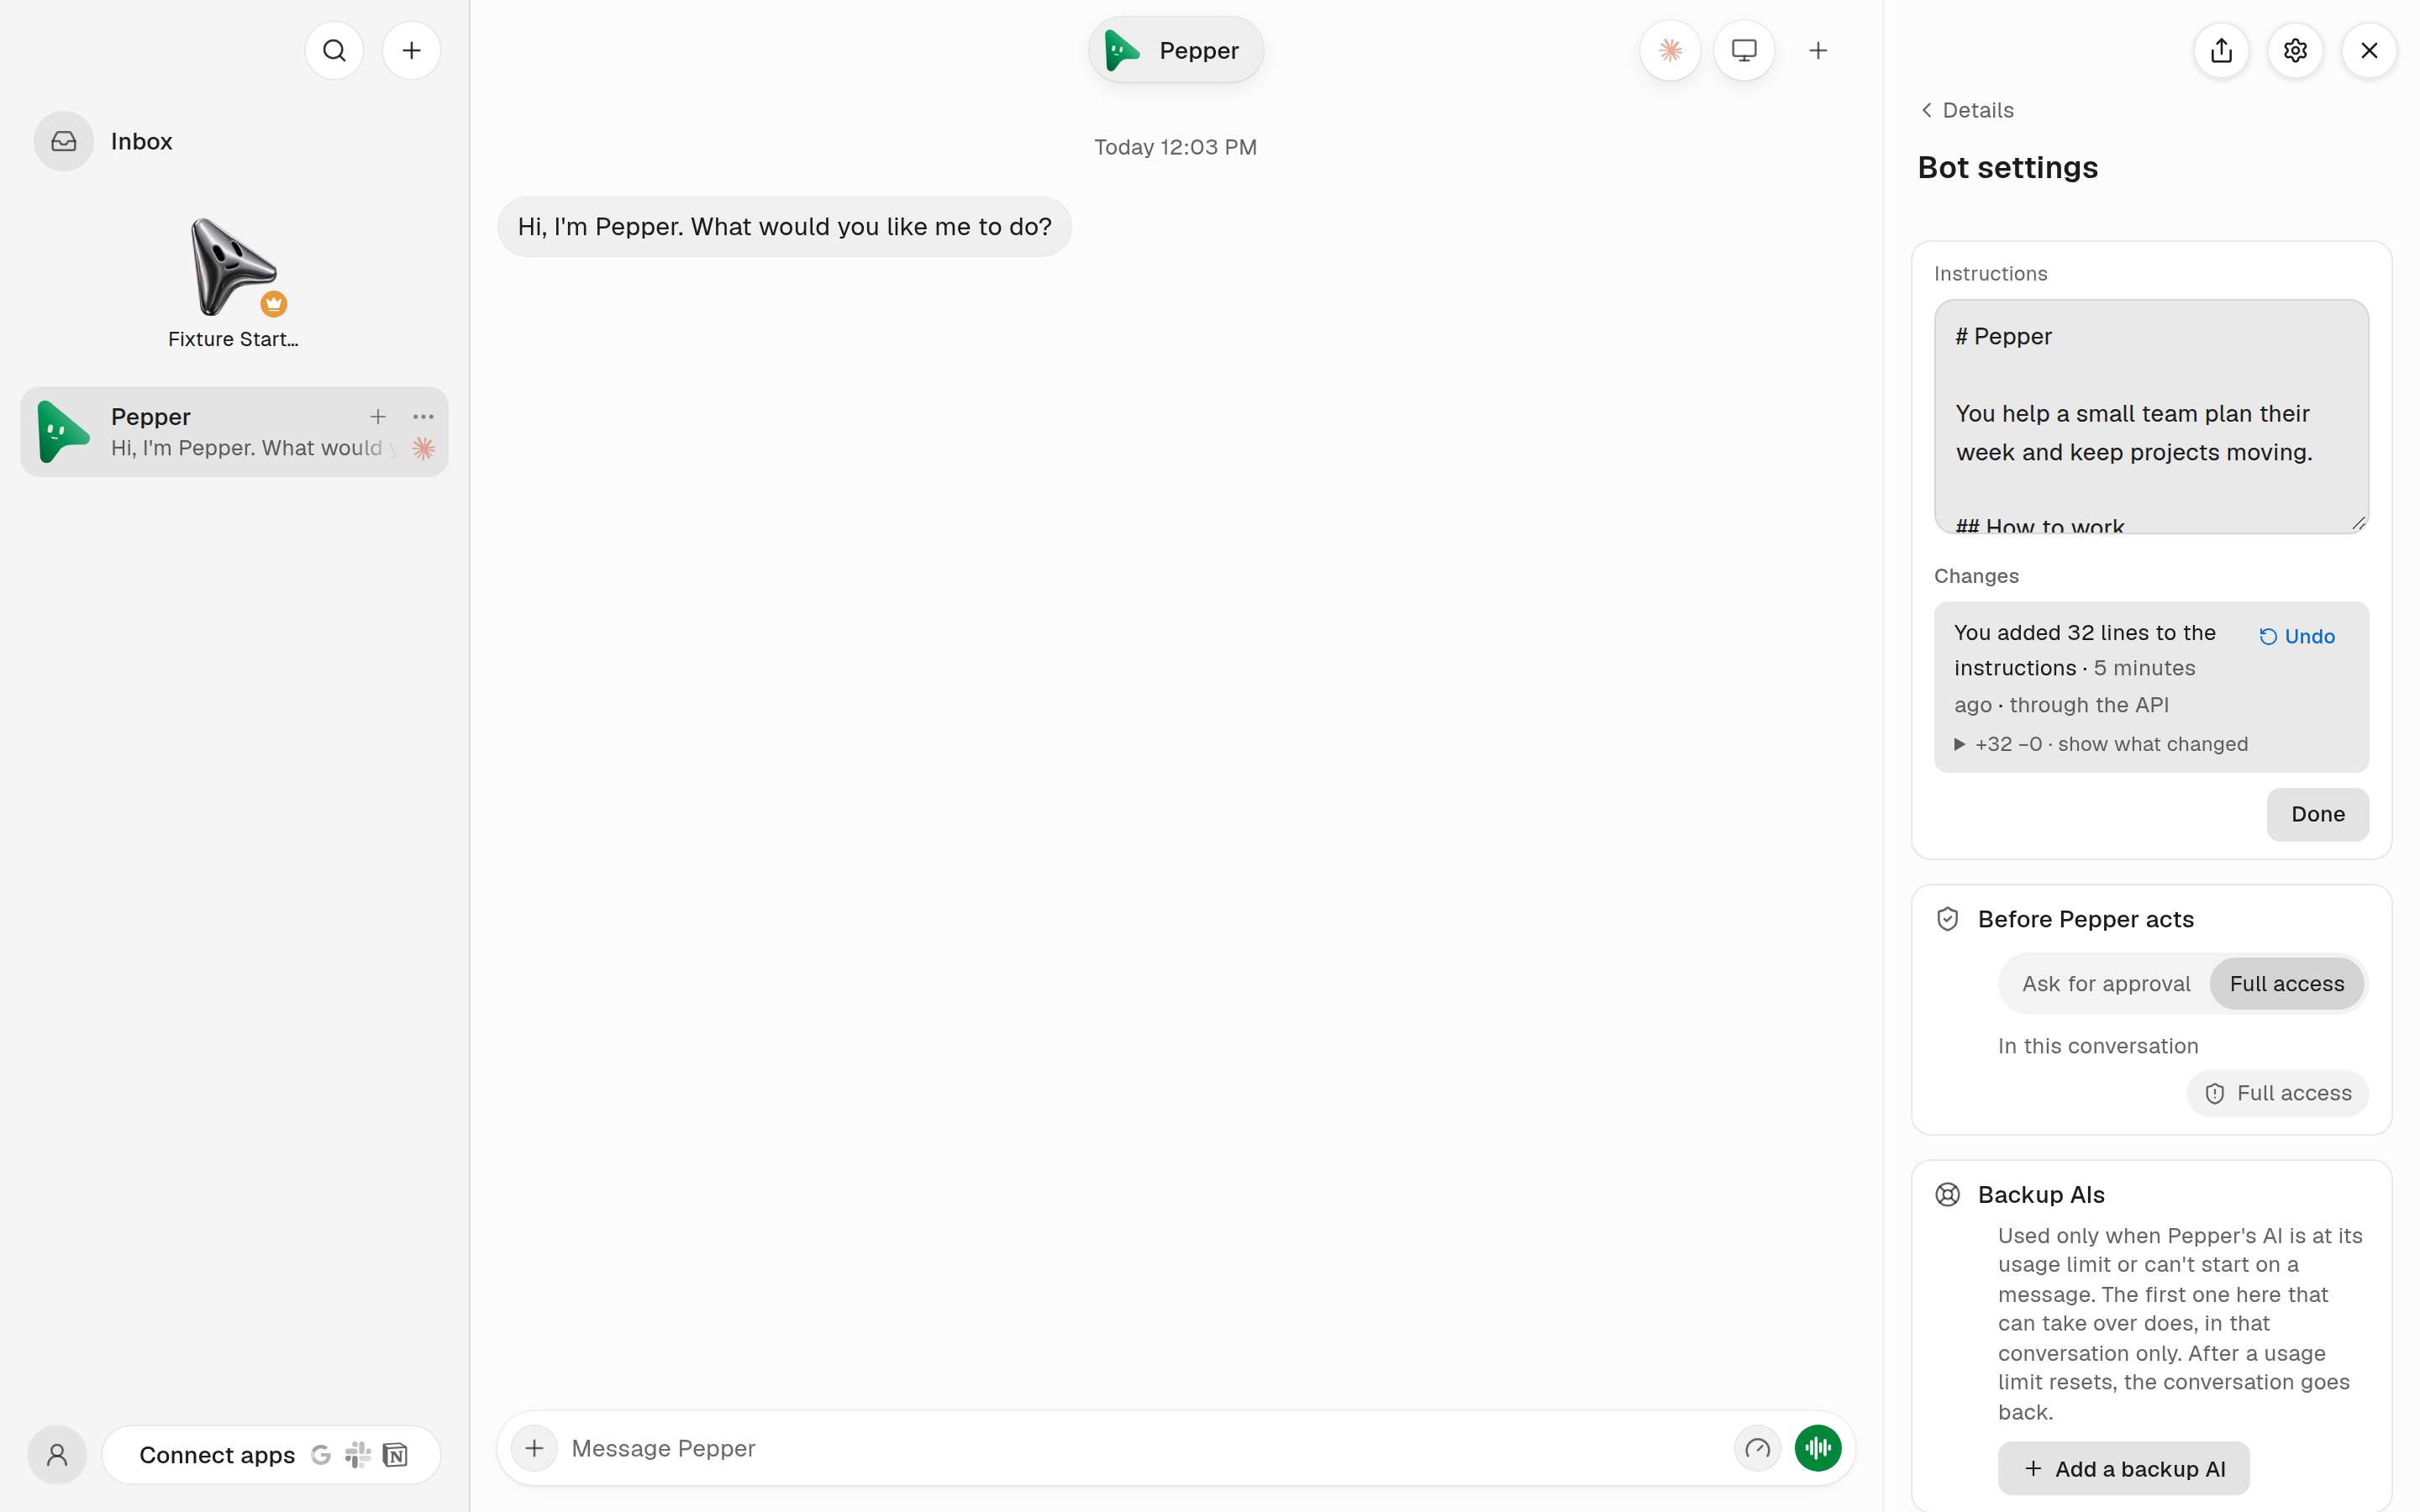 Inbox
Fixture Start...
Pepper
Hi, I'm Pepper. What would y
Connect apps
Pepper
Today 12:03 PM
Hi, I'm Pepper. What would you like me to do?
Message Pepper
Details
Bot settings
Instructions
# Pepper
You help a small team plan their
week and keep projects moving.
## How to work
Changes
You added 32 lines to the
instructions · 5 minutes
ago · through the API
Undo
+32 −0 · show what changed
Done
Before Pepper acts
Ask for approval
Full access
In this conversation
Full access
Backup AIs
Used only when Pepper's AI is at its
usage limit or can't start on a
message. The first one here that
can take over does, in that
conversation only. After a usage
limit resets, the conversation goes
back.
Add a backup AI